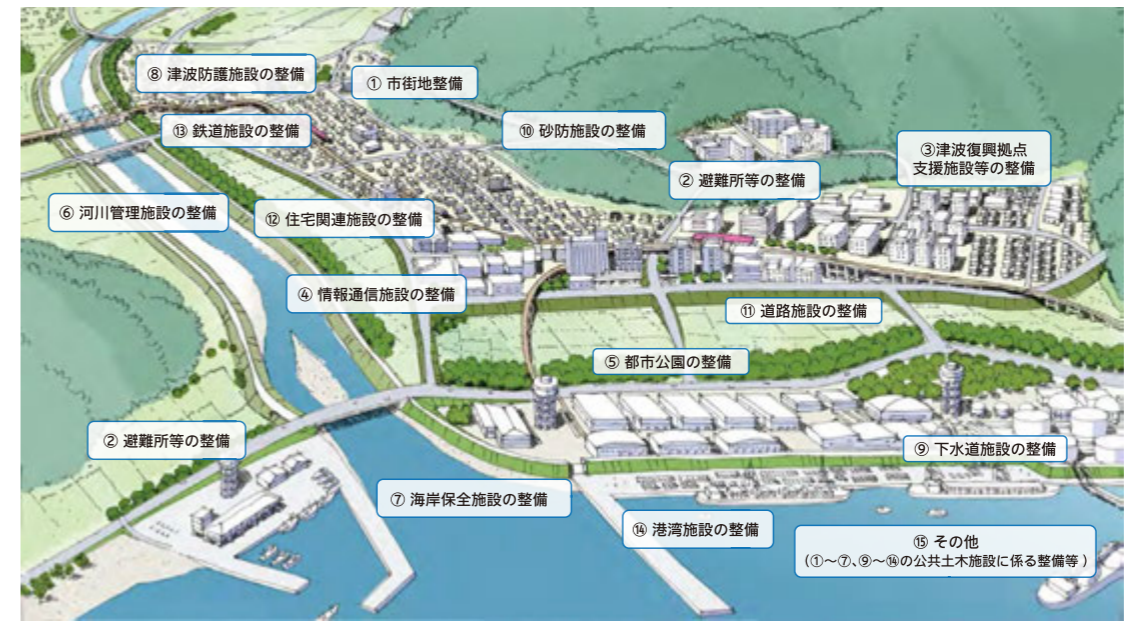 ⑧ 津波防護施設の整備
① 市街地整備
⑬ 鉄道施設の整備
⑩ 砂防施設の整備
③津波復興拠点
支援施設等の整備
② 避難所等の整備
⑥ 河川管理施設の整備
⑫ 住宅関連施設の整備
④ 情報通信施設の整備
⑪ 道路施設の整備
⑤ 都市公園の整備
② 避難所等の整備
⑨ 下水道施設の整備
⑦ 海岸保全施設の整備
⑭ 港湾施設の整備
⑮ その他
(①〜⑦、⑨〜⑭の公共土木施設に係る整備等 )